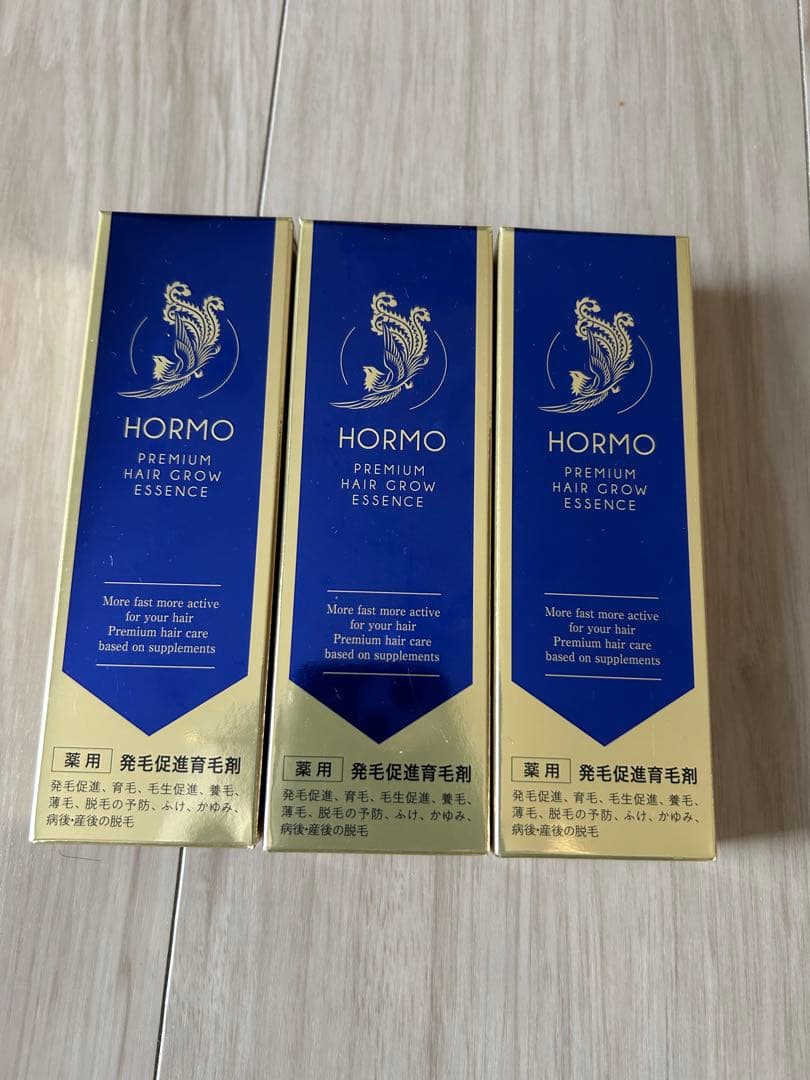 HORMO
PREMIUM
HAIR GROW
ESSENCE
More fast more active
for your hair
Premium hair care
based on supplements
薬用 発毛促進育毛剤
発毛促進、育毛、毛生促進、養毛、
薄毛、脱毛の予防、ふけ、かゆみ、
病後・産後の脱毛
HORMO
PREMIUM
HAIR GROW
ESSENCE
More fast more active
for your hair
Premium hair care
based on supplements
薬用 発毛促進育毛剤
発毛促進、育毛、毛生促進、養毛、
薄毛、脱毛の予防、ふけ、かゆみ、
病後・産後の脱毛
HORMO
PREMIUM
HAIR GROW
ESSENCE
More fast more active
for your hair
Premium hair care
based on supplements
薬用 発毛促進育毛剤
発毛促進、育毛、毛生促進、養毛、
薄毛、脱毛の予防、ふけ、かゆみ、
病後・産後の脱毛